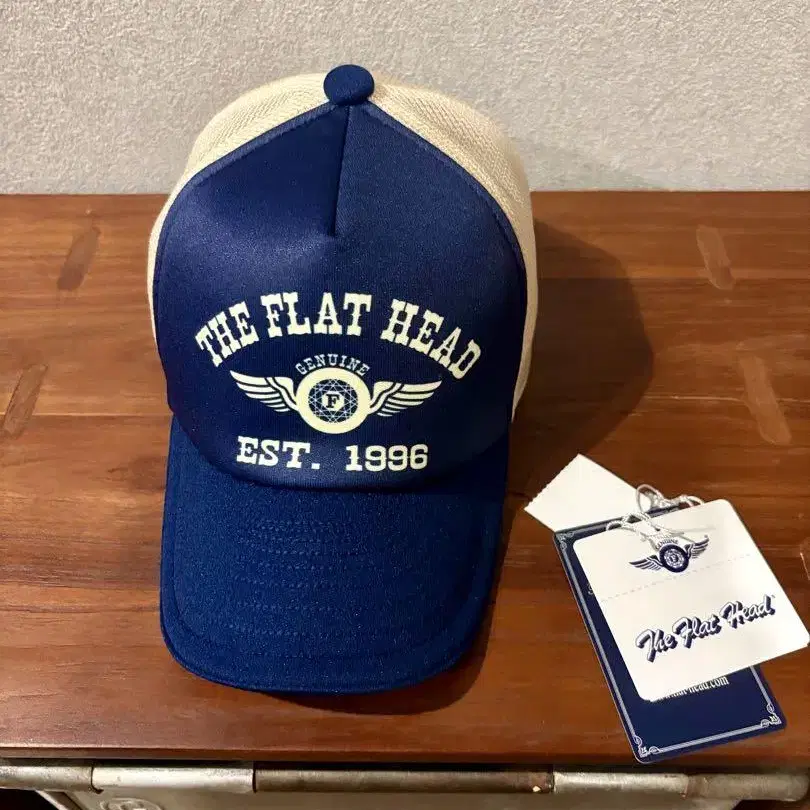 THE FLAT HEAD
GENUINE
F
EST. 1996
GENUINE
F
The Flat Head